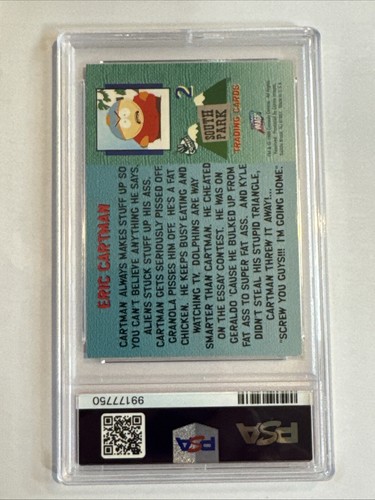 ERIC CARTMAN
CARTMAN ALWAYS MAKES STUFF UP SO
YOU CAN'T BELIEVE ANYTHING HE SAYS.
ALIENS STUCK STUFF UP HIS ASS.
CARTMAN GETS SERIOUSLY PISSED OFF
GRANOLA PISSES HIM OFF. HE'S A FAT
CHICKEN. HE KEEPS BUSY EATING AND
WATCHING TV. DOLPHINS ARE WAY
SMARTER THAN CARTMAN. HE CHEATED
ON THE ESSAY CONTEST. HE WAS ON
GERALDO 'CAUSE HE BULKED UP FROM
FAT ASS TO SUPER FAT ASS. AND KYLE
DIDN'T STEAL HIS STUPID TRIANGLE,
CARTMAN THREW IT AWAY...
"SCREW YOU GUYS!!! I'M GOING HOME."
2
SOUTH
PARK
TRADING CARDS
99177750
PSA
PSA